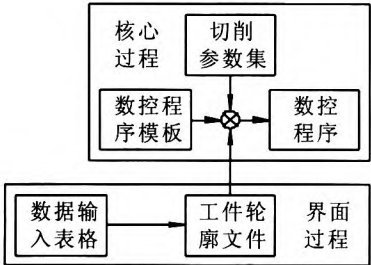 核心
过程
切削
参数集
数控程
序模板
数控
程序
数据输
入表格
工件轮
廓文件
界面
过程